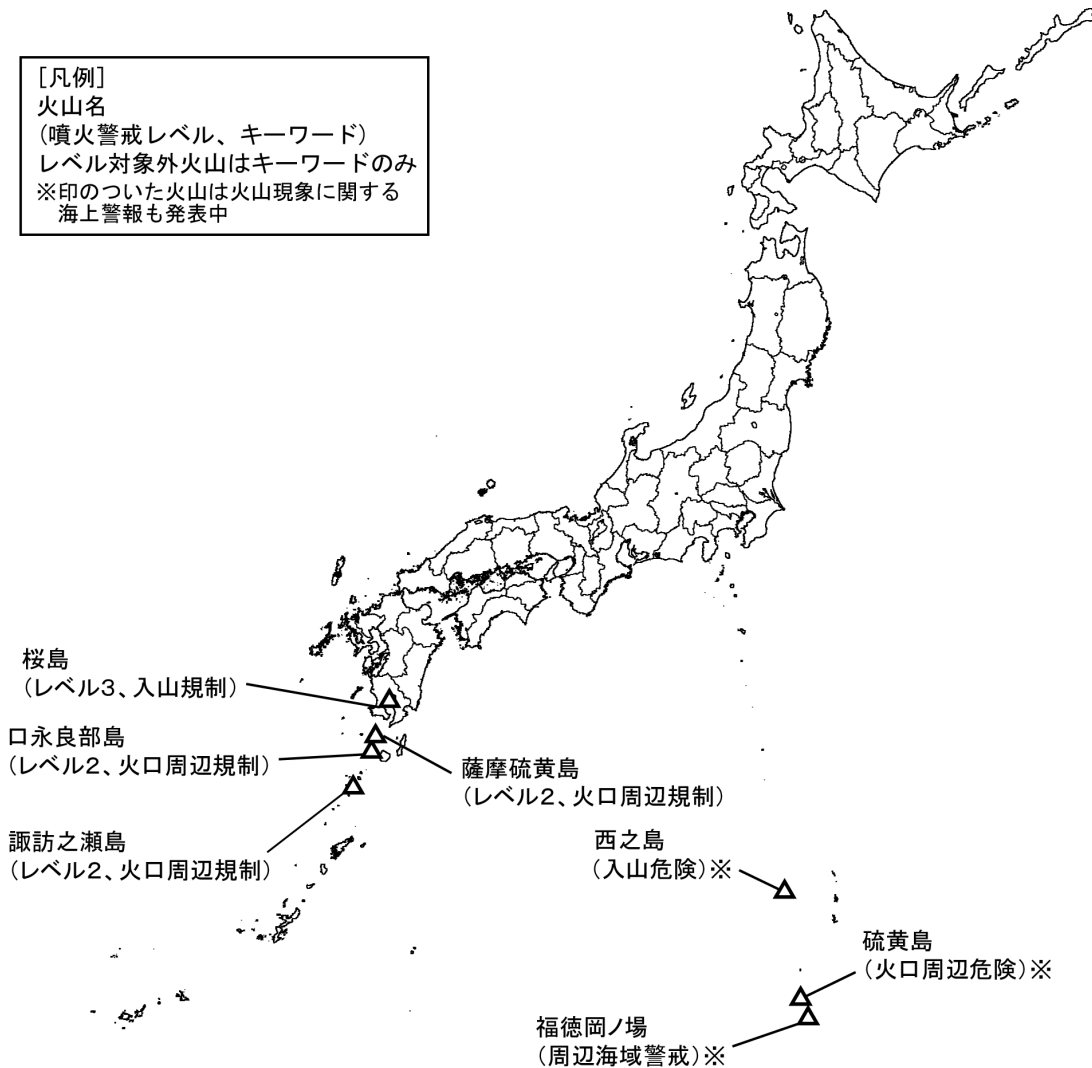 [凡例]
火山名
(噴火警戒レベル、キーワード)
レベル対象外火山はキーワードのみ
※印のついた火山は火山現象に関する
海上警報も発表中
桜島
(レベル3、入山規制)
口永良部島
(レベル2、火口周辺規制)
薩摩硫黄島
(レベル2、火口周辺規制)
諏訪之瀬島
(レベル2、火口周辺規制)
西之島
(入山危険)※
硫黄島
(火口周辺危険)※
福徳岡ノ場
(周辺海域警戒)※